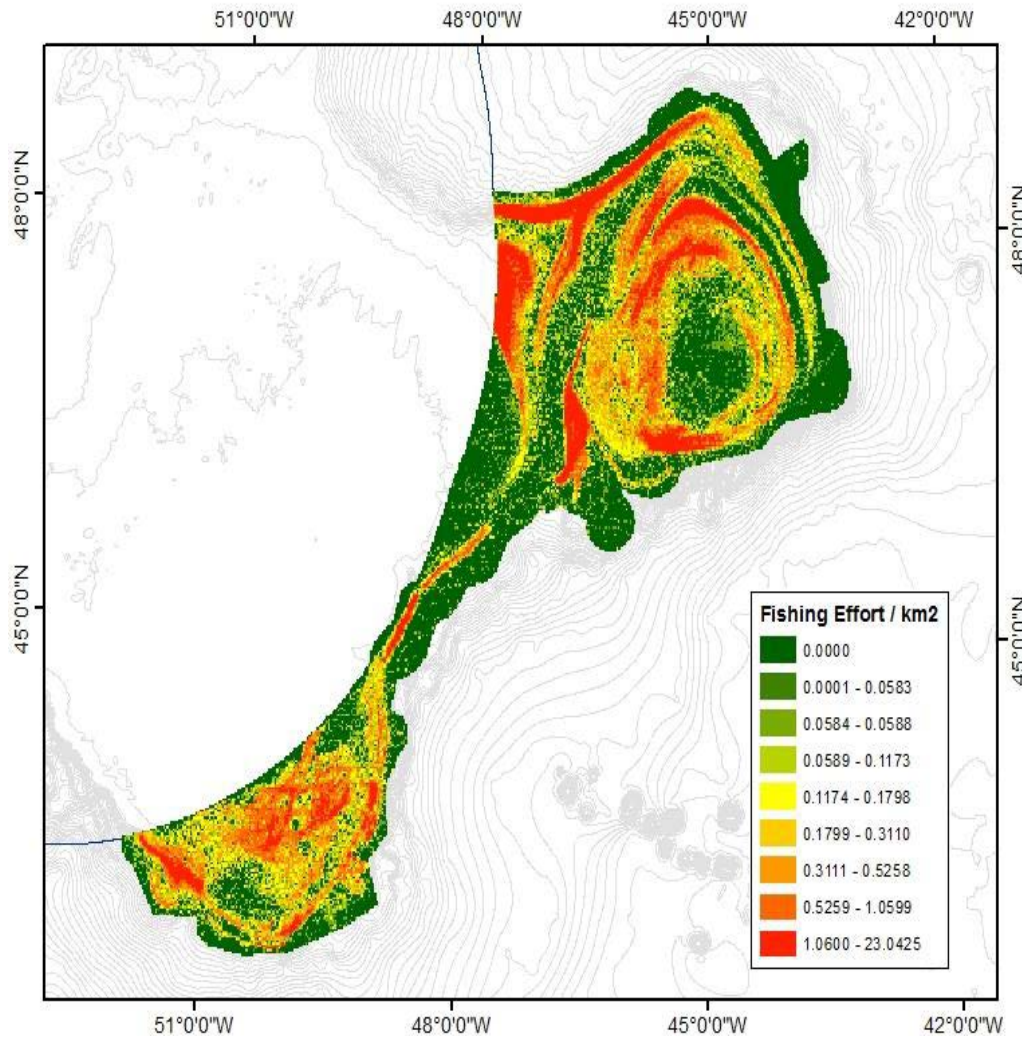 51°0'0"W 48°0'0"W 45°0'0"W 42°0'0"W
48°0'0"N
48°0'0"N
45°0'0"N
45°0'0"N
Fishing Effort / km2
0.0000
0.0001 - 0.0583
0.0584 - 0.0588
0.0589 - 0.1173
0.1174 - 0.1798
0.1799 - 0.3110
0.3111 - 0.5258
0.5259 - 1.0599
1.0600 - 23.0425
51°0'0"W 48°0'0"W 45°0'0"W 42°0'0"W